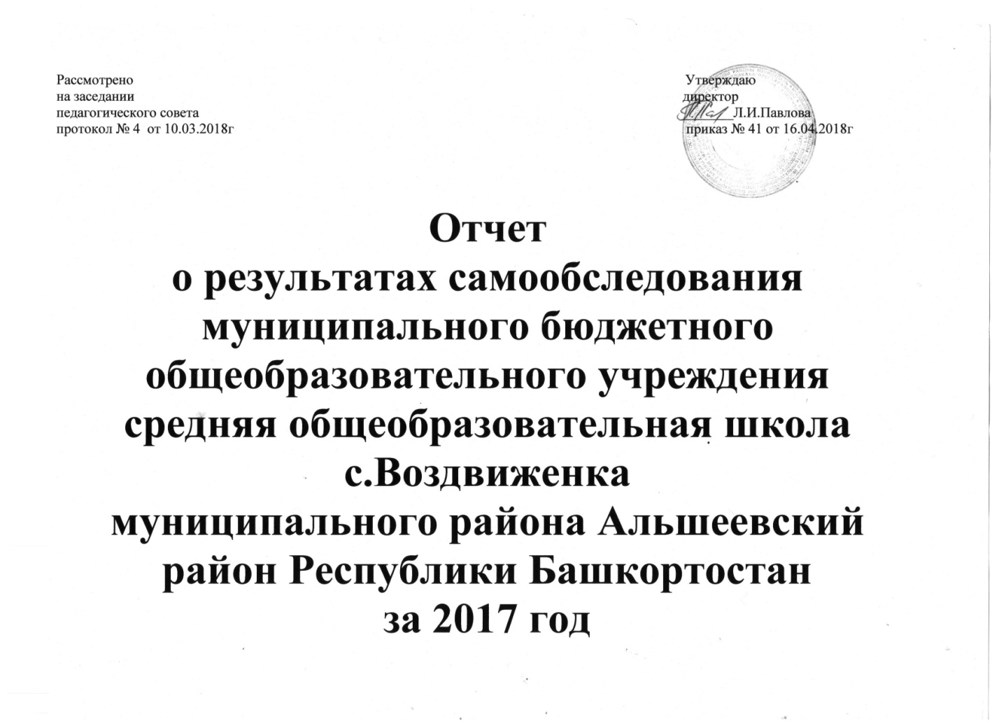 Рассмотрено
на заседании
педагогического совета
протокол № 4 от 10.03.2018г
Утверждаю
директор
Л.И.Павлова
приказ № 41 от 16.04.2018г
Отчет
о результатах самообследования
муниципального бюджетного
общеобразовательного учреждения
средняя общеобразовательная школа
с.Воздвиженка
муниципального района Альшеевский
район Республики Башкортостан
за 2017 год